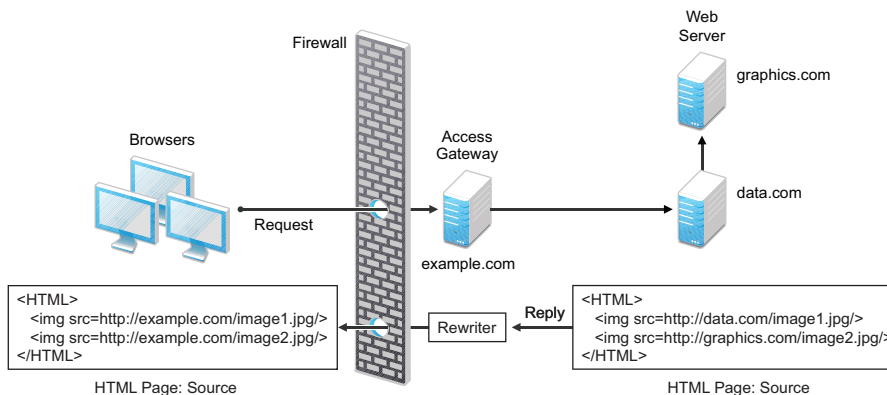 Web
Server
Firewall
graphics.com
Browsers
Access
Gateway
data.com
Request
example.com
<HTML>
<img src=http://example.com/image1.jpg/>
<img src=http://example.com/image2.jpg/>
</HTML>
Rewriter
Reply
<HTML>
<img src=http://data.com/image1.jpg/>
<img src=http://graphics.com/image2.jpg/>
</HTML>
HTML Page: Source
HTML Page: Source